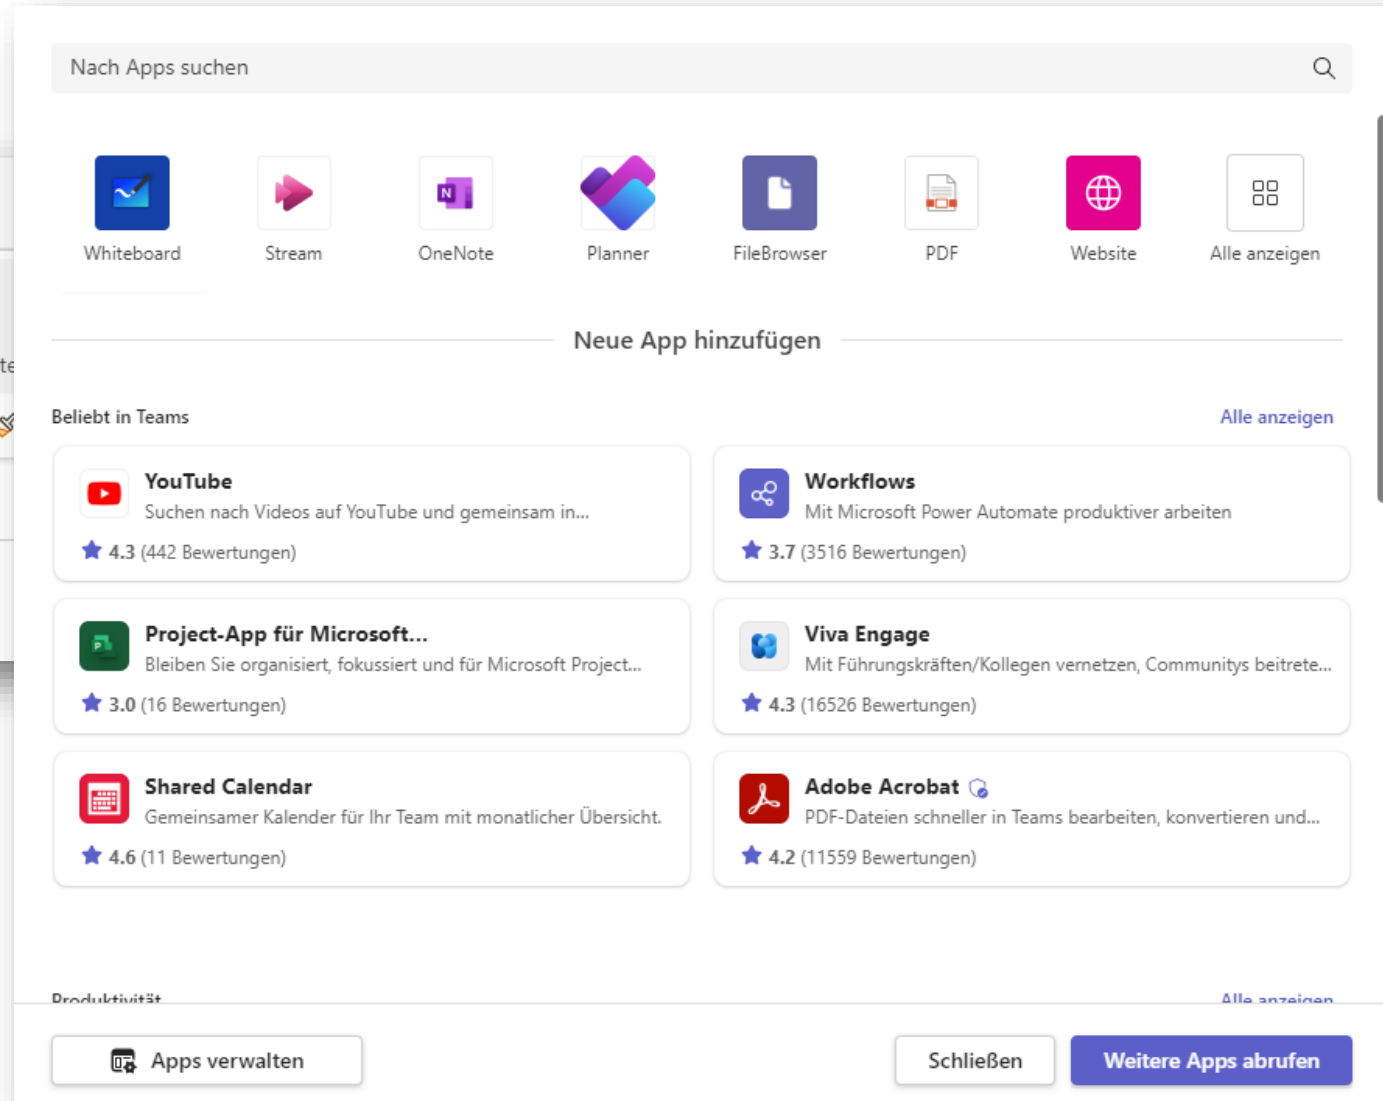 Nach Apps suchen
Whiteboard
Stream
OneNote
Planner
FileBrowser
PDF
Website
Alle anzeigen
Neue App hinzufügen
Beliebt in Teams
Alle anzeigen
YouTube
Suchen nach Videos auf YouTube und gemeinsam in...
4.3 (442 Bewertungen)
Workflows
Mit Microsoft Power Automate produktiver arbeiten
3.7 (3516 Bewertungen)
Project-App für Microsoft...
Bleiben Sie organisiert, fokussiert und für Microsoft Project...
3.0 (16 Bewertungen)
Viva Engage
Mit Führungskräften/Kollegen vernetzen, Communitys beitrete...
4.3 (16526 Bewertungen)
Shared Calendar
Gemeinsamer Kalender für Ihr Team mit monatlicher Übersicht.
4.6 (11 Bewertungen)
Adobe Acrobat
PDF-Dateien schneller in Teams bearbeiten, konvertieren und...
4.2 (11559 Bewertungen)
Produktivität
Alle anzeigen
Apps verwalten
Schließen
Weitere Apps abrufen